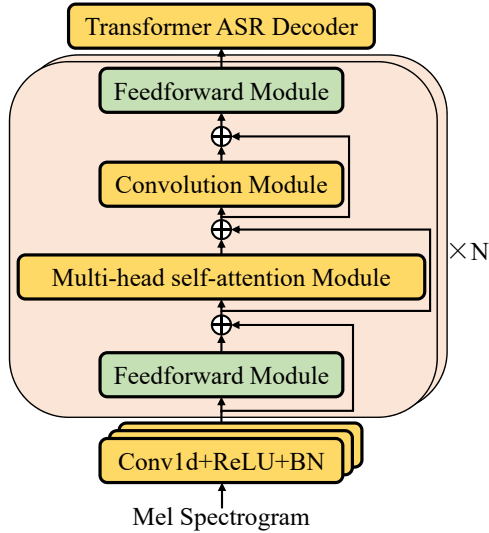 Transformer ASR Decoder
Feedforward Module
Convolution Module
Multi-head self-attention Module
×N
Feedforward Module
Conv1d+ReLU+BN
Mel Spectrogram